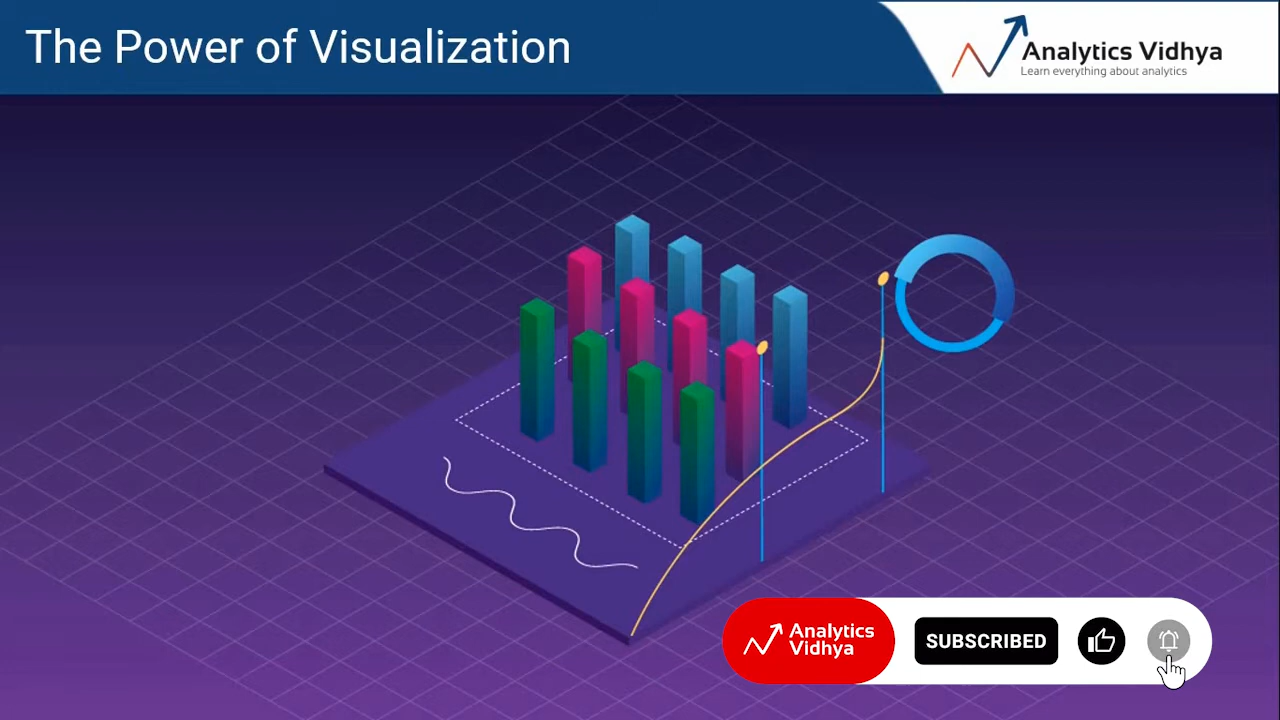 The Power of Visualization
Analytics Vidhya
Learn everything about analytics
Analytics
Vidhya
SUBSCRIBED